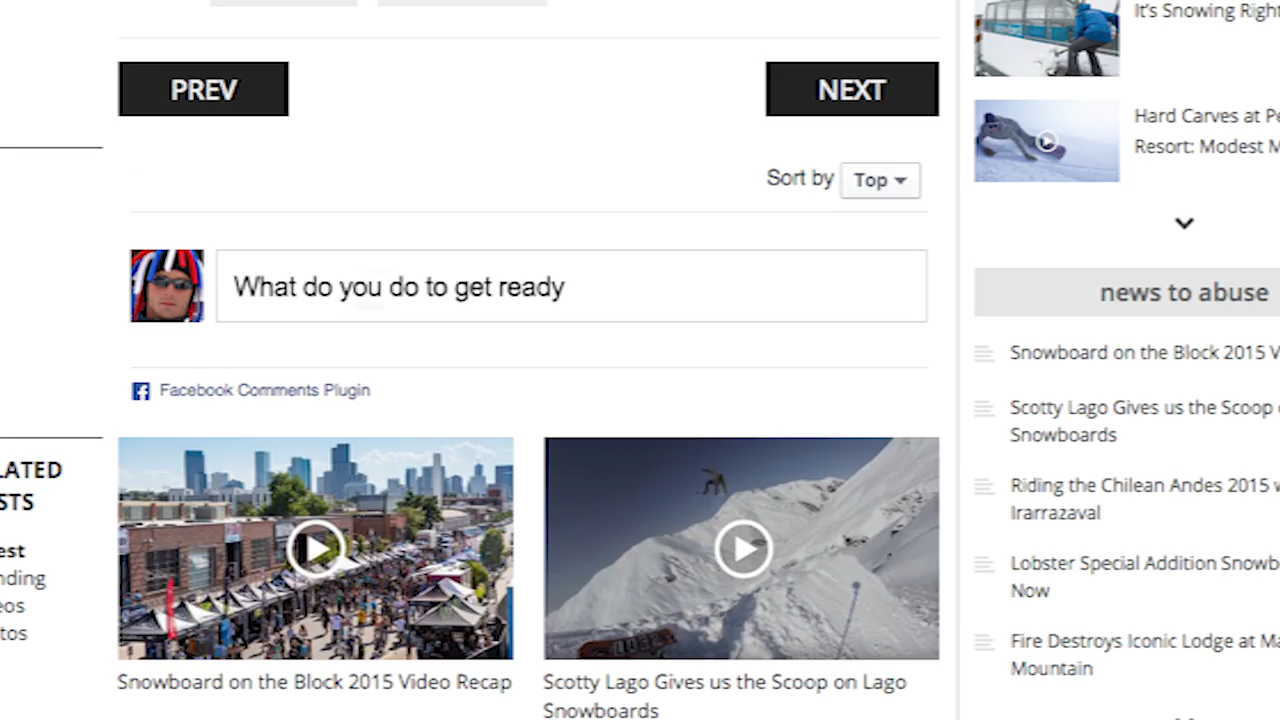 It's Snowing Right
PREV
NEXT
Hard Carves at Pe
Resort: Modest M
Sort by Top
What do you do to get ready
news to abuse
Snowboard on the Block 2015 V
Facebook Comments Plugin
Scotty Lago Gives us the Scoop
Snowboards
LATED
STS
Riding the Chilean Andes 2015 w
Irarrazaval
est
nding
eos
tos
Lobster Special Addition Snowb
Now
Fire Destroys Iconic Lodge at Ma
Mountain
Snowboard on the Block 2015 Video Recap
Scotty Lago Gives us the Scoop on Lago
Snowboards